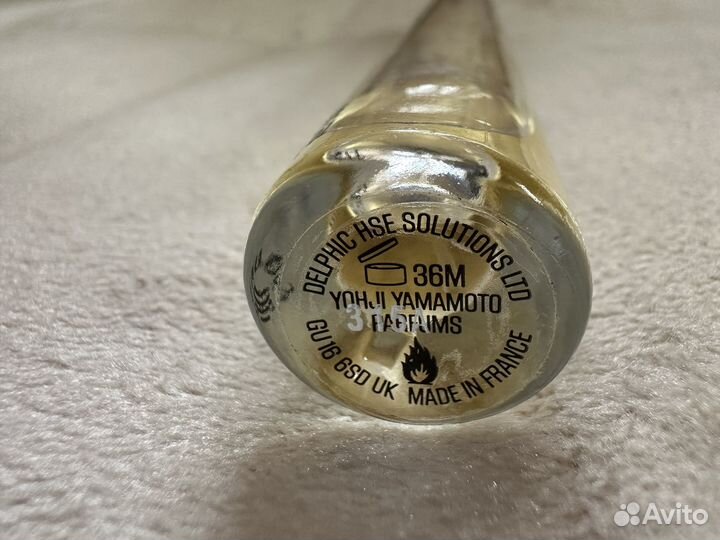 DELPHIC HSE SOLUTIONS LTD
36M
YOHJI YAMAMOTO
PARFUMS
GU16 6SD UK MADE IN FRANCE
Avito